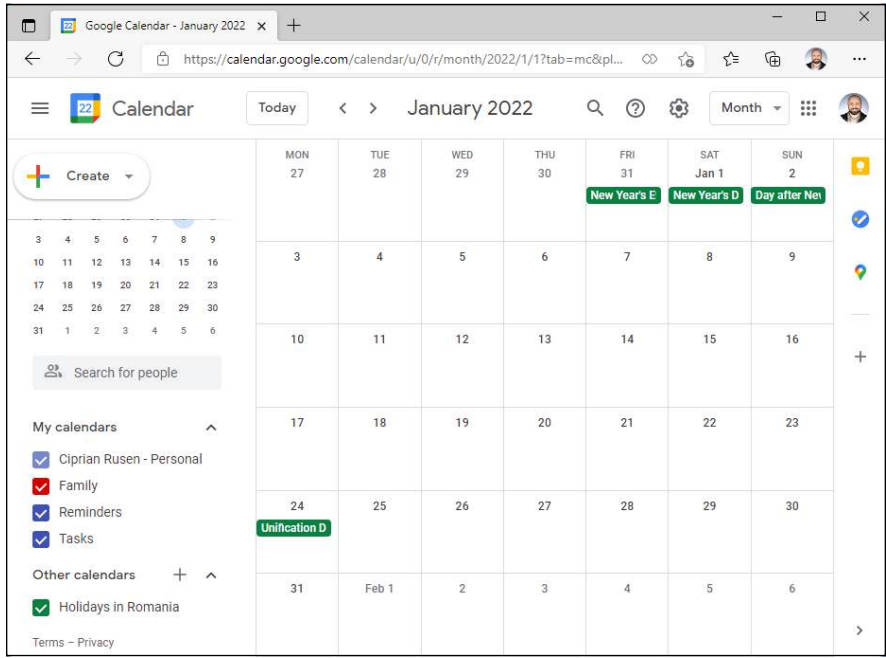 Google Calendar - January 2022
https://calendar.google.com/calendar/u/0/r/month/2022/1/1?tab=mc&pl...
22 Calendar Today January 2022 Month
Create
3 4 5 6 7 8 9
10 11 12 13 14 15 16
17 18 19 20 21 22 23
24 25 26 27 28 29 30
31 1 2 3 4 5 6
Search for people
My calendars
Ciprian Rusen - Personal
Family
Reminders
Tasks
Other calendars
Holidays in Romania
Terms – Privacy
MON TUE WED THU FRI SAT SUN
27 28 29 30 31 Jan 1 2
New Year's E New Year's D Day after Nev
3 4 5 6 7 8 9
10 11 12 13 14 15 16
17 18 19 20 21 22 23
24 25 26 27 28 29 30
Unification D
31 Feb 1 2 3 4 5 6